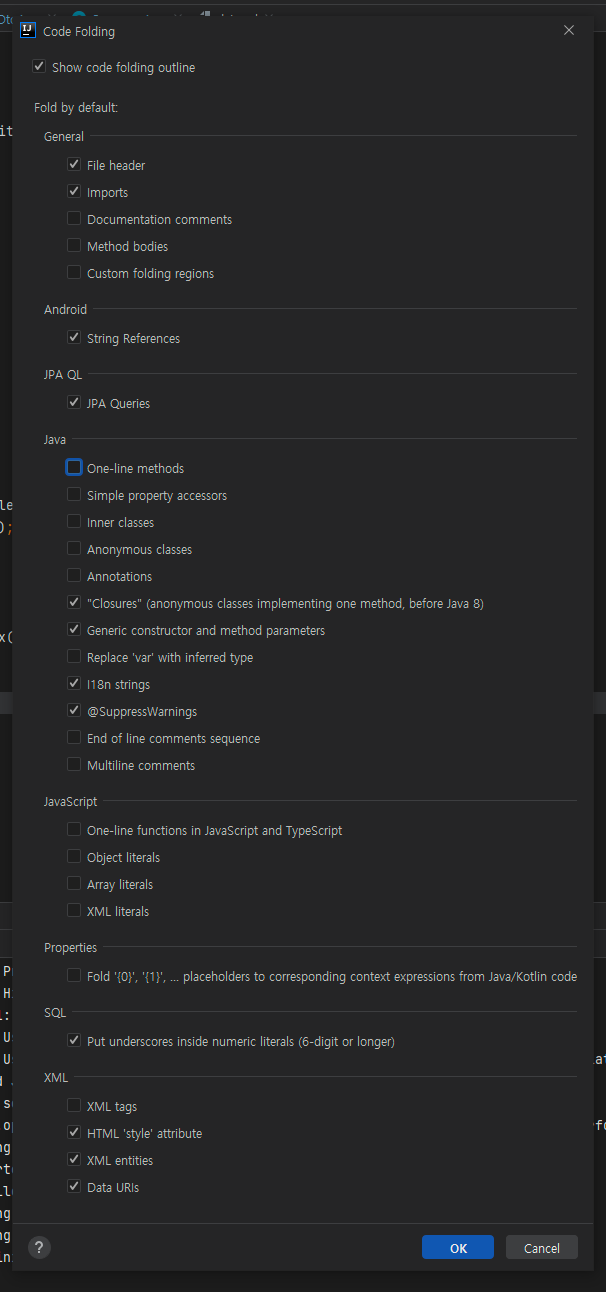 Code Folding
Show code folding outline
Fold by default:
General
File header
Imports
Documentation comments
Method bodies
Custom folding regions
Android
String References
JPA QL
JPA Queries
Java
One-line methods
Simple property accessors
Inner classes
Anonymous classes
Annotations
"Closures" (anonymous classes implementing one method, before Java 8)
Generic constructor and method parameters
Replace 'var' with inferred type
I18n strings
@SuppressWarnings
End of line comments sequence
Multiline comments
JavaScript
One-line functions in JavaScript and TypeScript
Object literals
Array literals
XML literals
Properties
Fold '{0}', '{1}', ... placeholders to corresponding context expressions from Java/Kotlin code
SQL
Put underscores inside numeric literals (6-digit or longer)
XML
XML tags
HTML 'style' attribute
XML entities
Data URIs
? OK Cancel